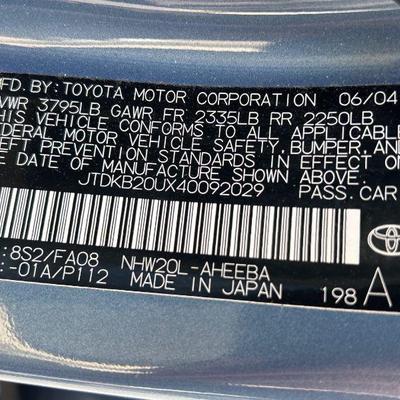 MFD. BY: TOYOTA MOTOR CORPORATION 06/04
VWR 3795LB GAWR FR 2335LB RR 2250LB
THIS VEHICLE CONFORMS TO ALL APPLICABLE
FEDERAL MOTOR VEHICLE SAFETY, BUMPER, AND
THEFT PREVENTION STANDARDS IN EFFECT ON
E DATE OF MANUFACTURE SHOWN ABOVE.
JTDKB20UX40092029 PASS. CAR
: 8S2/FA08 NHW20L-AHEEBA
: -01A/P112 MADE IN JAPAN 198 A
TOYOTA